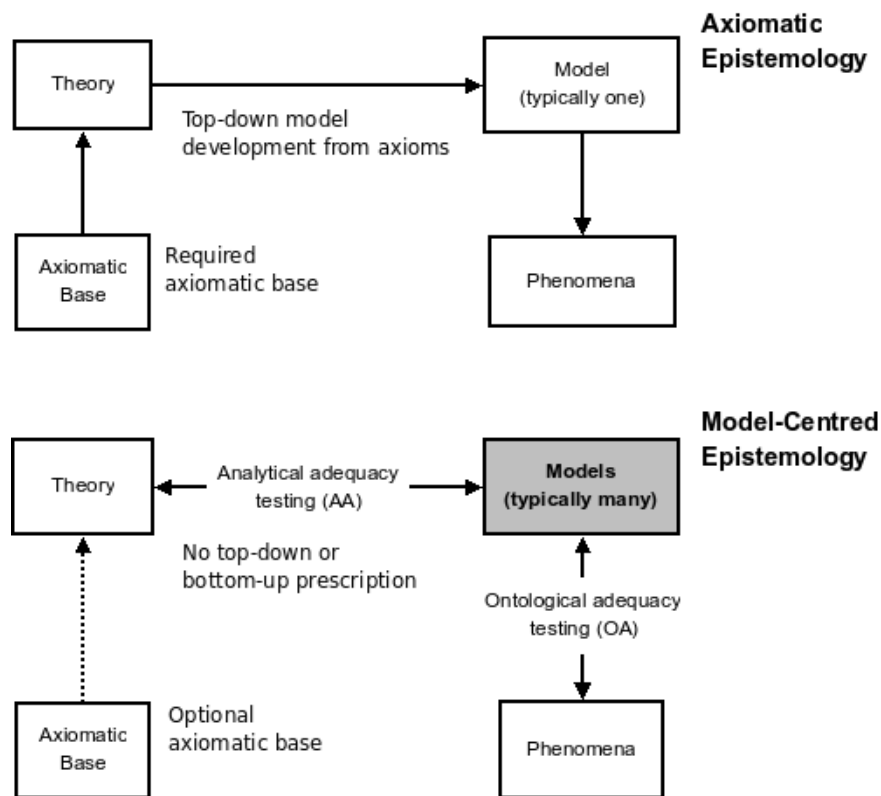 Axiomatic
Epistemology
Theory
Model
(typically one)
Top-down model
development from axioms
Axiomatic
Base
Required
axiomatic base
Phenomena
Model-Centred
Epistemology
Theory
Analytical adequacy
testing (AA)
Models
(typically many)
No top-down or
bottom-up prescription
Ontological adequacy
testing (OA)
Axiomatic
Base
Optional
axiomatic base
Phenomena